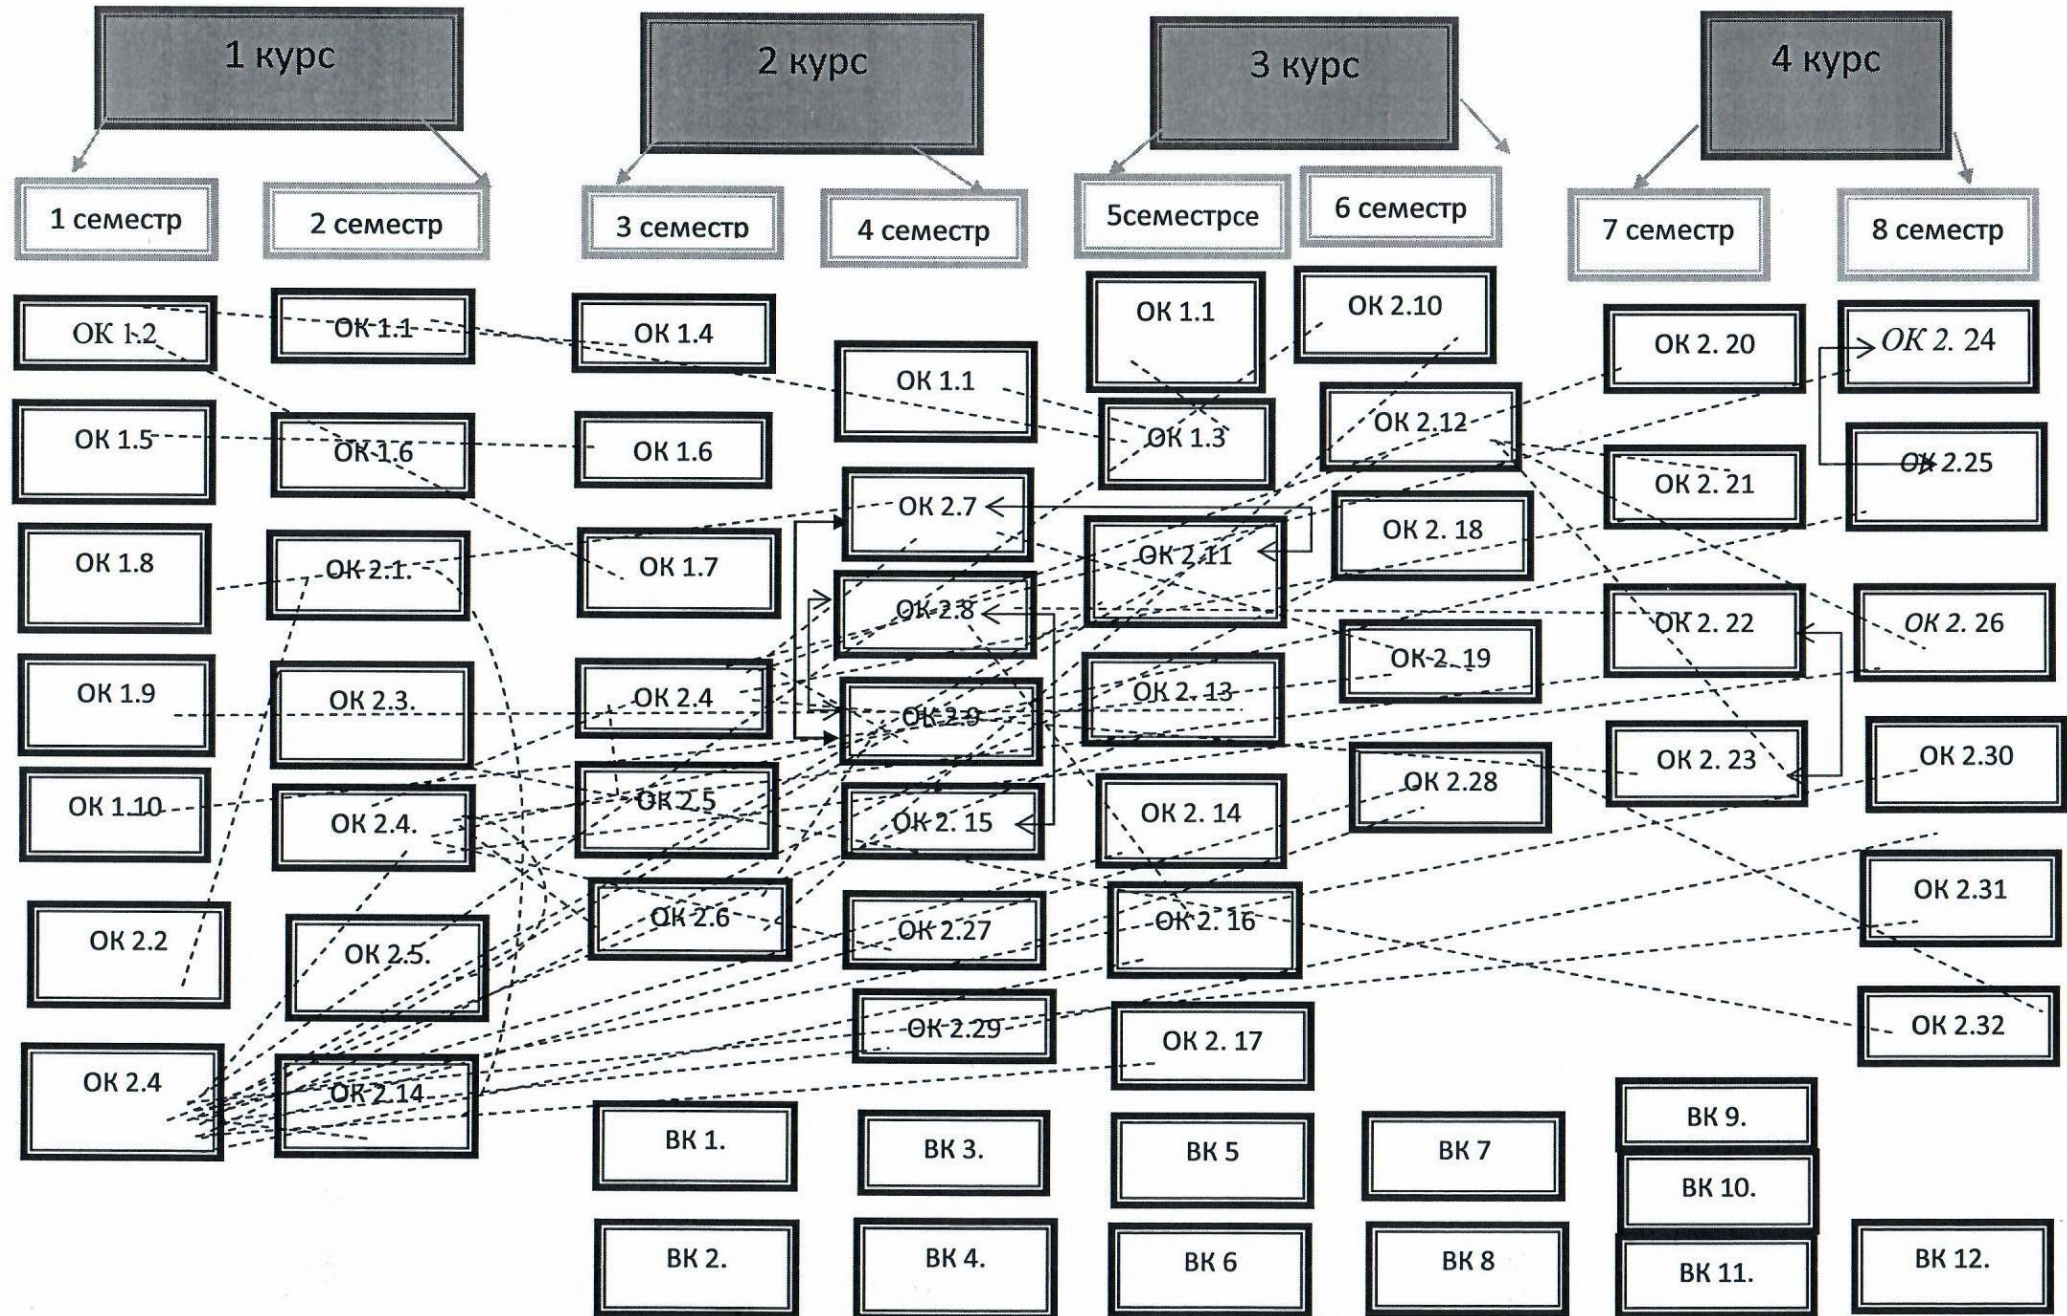 1 курс
2 курс
3 курс
4 курс
1 семестр
2 семестр
3 семестр
4 семестр
5семестрсе
6 семестр
7 семестр
8 семестр
ОК 1.2
ОК 1.5
ОК 1.8
ОК 1.9
ОК 1.10
ОК 2.2
ОК 2.4
ОК 1.1
ОК 1.6
ОК 2.1.
ОК 2.3.
ОК 2.4.
ОК 2.5.
ОК 2.14
ОК 1.4
ОК 1.6
ОК 1.7
ОК 2.4
ОК 2.5
ОК 2.6
ВК 1.
ВК 2.
ОК 1.1
ОК 2.7
ОК 2.8
ОК 2.9
ОК 2. 15
ОК 2.27
ОК 2.29
ВК 3.
ВК 4.
ОК 1.1
ОК 1.3
ОК 2.11
ОК 2. 13
ОК 2. 14
ОК 2. 16
ОК 2. 17
ВК 5
ВК 6
ОК 2.10
ОК 2.12
ОК 2. 18
ОК 2. 19
ОК 2.28
ВК 7
ВК 8
ОК 2. 20
ОК 2. 21
ОК 2. 22
ОК 2. 23
ВК 9.
ВК 10.
ВК 11.
ОК 2. 24
ОК 2.25
ОК 2. 26
ОК 2.30
ОК 2.31
ОК 2.32
ВК 12.